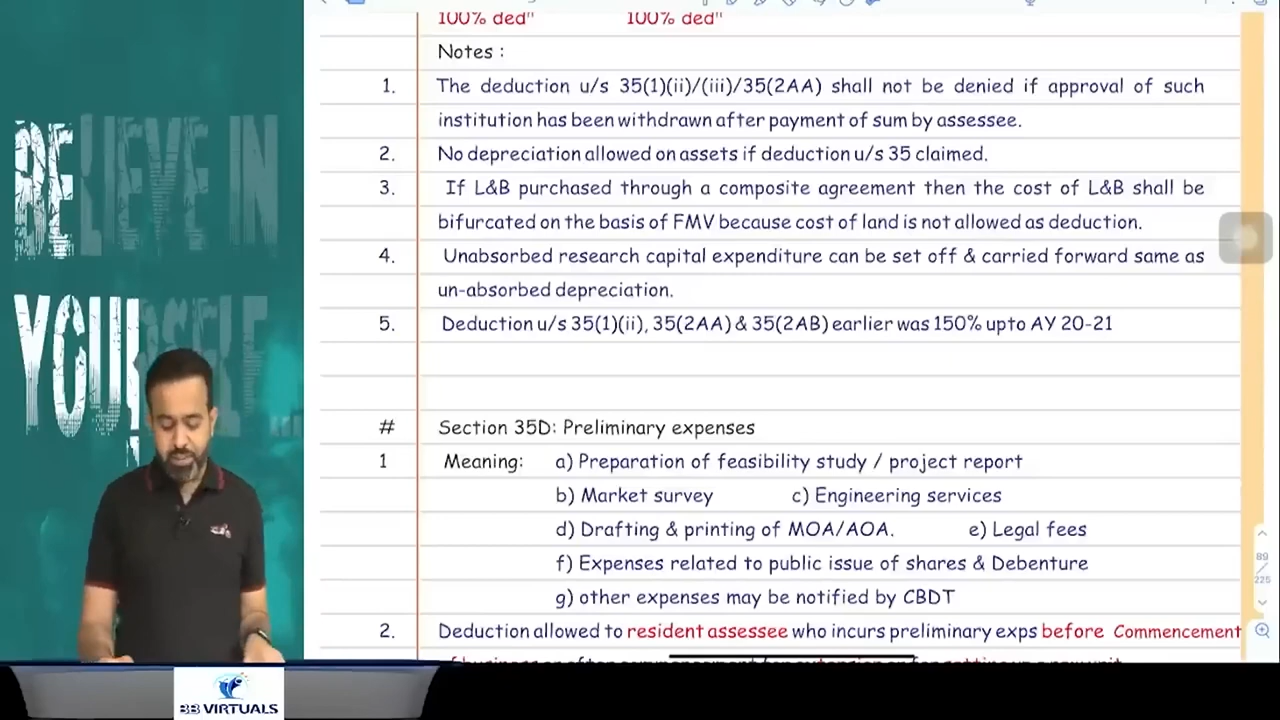 BELIEVE IN
YOURSELF
100% dedⁿ 100% dedⁿ
Notes :
1. The deduction u/s 35(1)(ii)/(iii)/35(2AA) shall not be denied if approval of such
institution has been withdrawn after payment of sum by assessee.
2. No depreciation allowed on assets if deduction u/s 35 claimed.
3. If L&B purchased through a composite agreement then the cost of L&B shall be
bifurcated on the basis of FMV because cost of land is not allowed as deduction.
4. Unabsorbed research capital expenditure can be set off & carried forward same as
un-absorbed depreciation.
5. Deduction u/s 35(1)(ii), 35(2AA) & 35(2AB) earlier was 150% upto AY 20-21
# Section 35D: Preliminary expenses
1 Meaning: a) Preparation of feasibility study / project report
b) Market survey c) Engineering services
d) Drafting & printing of MOA/AOA. e) Legal fees
f) Expenses related to public issue of shares & Debenture
g) other expenses may be notified by CBDT
2. Deduction allowed to resident assessee who incurs preliminary exps before Commencement
89
/
225
BB VIRTUALS